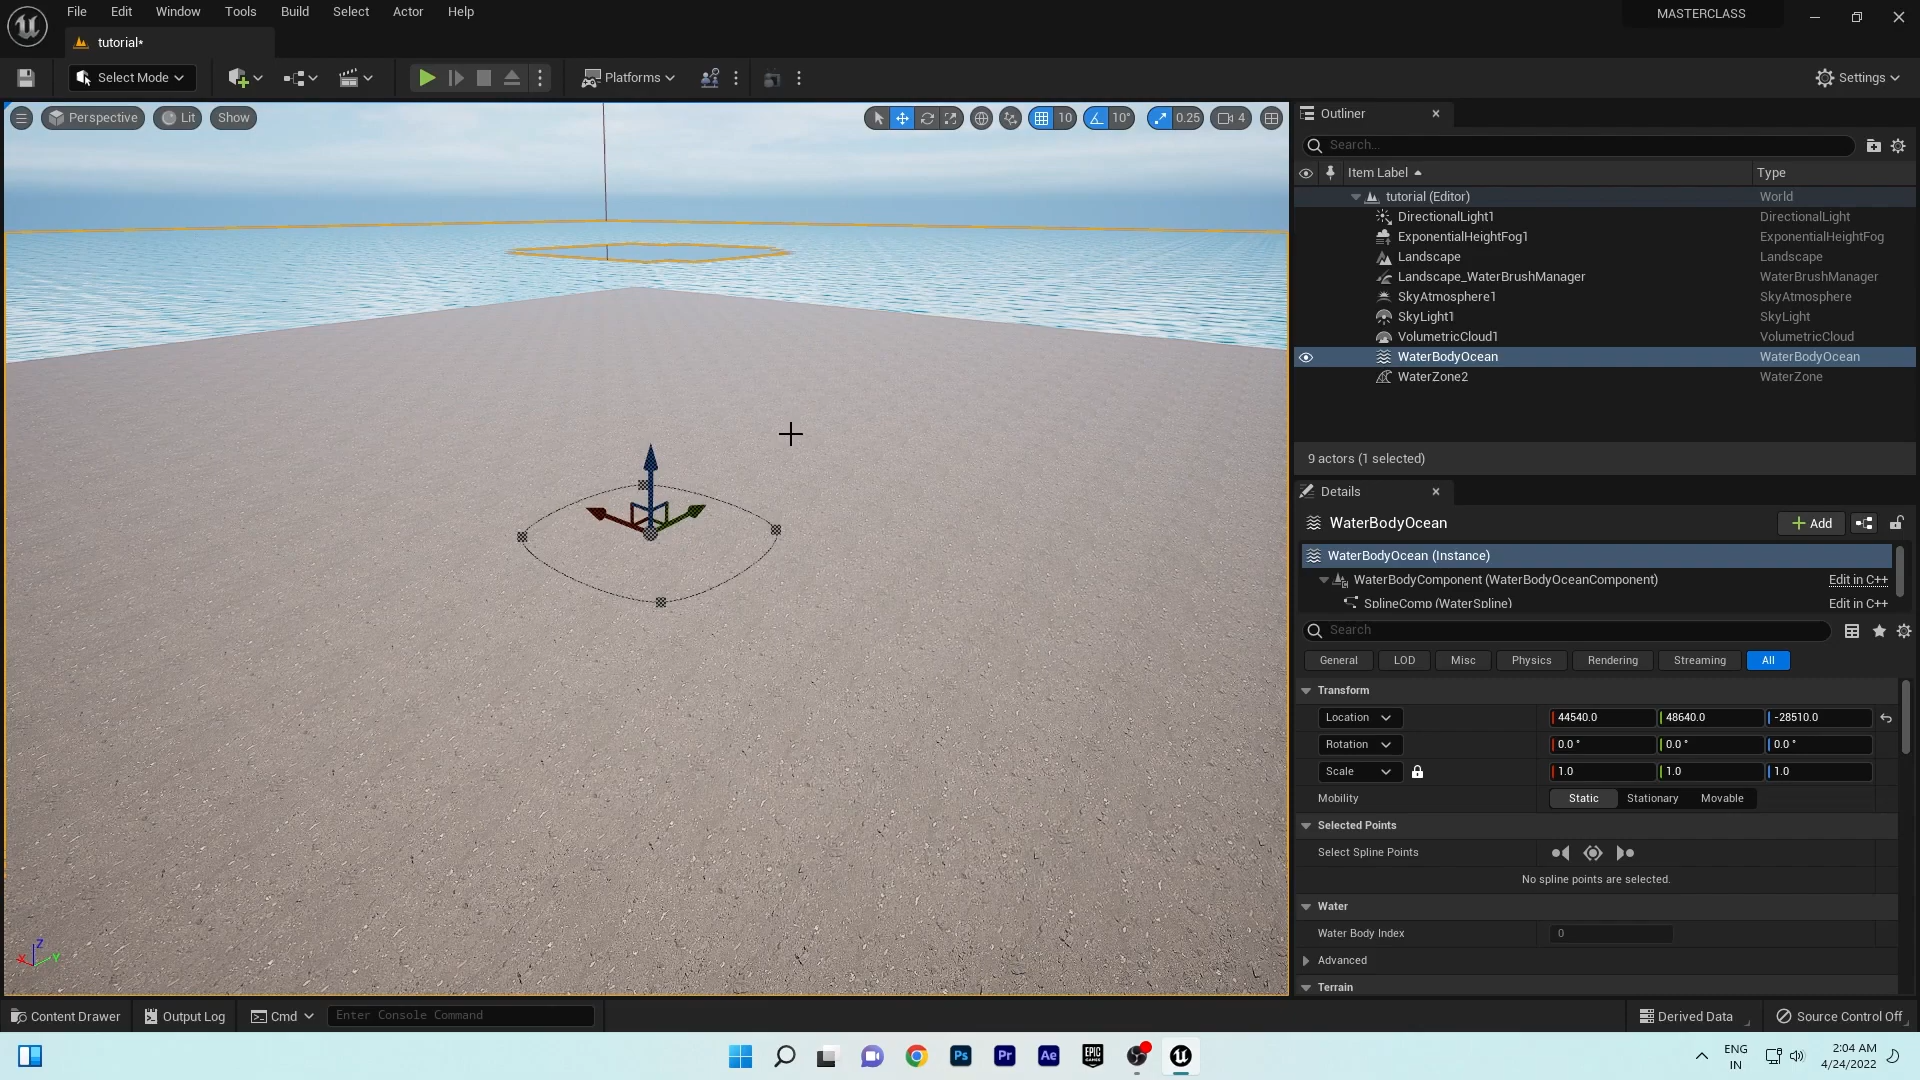 File Edit Window Tools Build Select Actor Help
MASTERCLASS
tutorial*
Select Mode
Platforms
Settings
Perspective Lit Show
10 10° 0.25 4
Outliner
Search...
Item Label Type
tutorial (Editor) World
DirectionalLight1 DirectionalLight
ExponentialHeightFog1 ExponentialHeightFog
Landscape Landscape
Landscape_WaterBrushManager WaterBrushManager
SkyAtmosphere1 SkyAtmosphere
SkyLight1 SkyLight
VolumetricCloud1 VolumetricCloud
WaterBodyOcean WaterBodyOcean
WaterZone2 WaterZone
9 actors (1 selected)
Details
WaterBodyOcean
Add
WaterBodyOcean (Instance)
WaterBodyComponent (WaterBodyOceanComponent) Edit in C++
SplineComp (WaterSpline) Edit in C++
Search
General LOD Misc Physics Rendering Streaming All
Transform
Location 44540.0 48640.0 -28510.0
Rotation 0.0 ° 0.0 ° 0.0 °
Scale 1.0 1.0 1.0
Mobility Static Stationary Movable
Selected Points
Select Spline Points
No spline points are selected.
Water
Water Body Index 0
Advanced
Terrain
X Y Z
Content Drawer Output Log Cmd Enter Console Command
Derived Data Source Control Off
Ps Pr Ae EPIC GAMES
ENG
IN
2:04 AM
4/24/2022